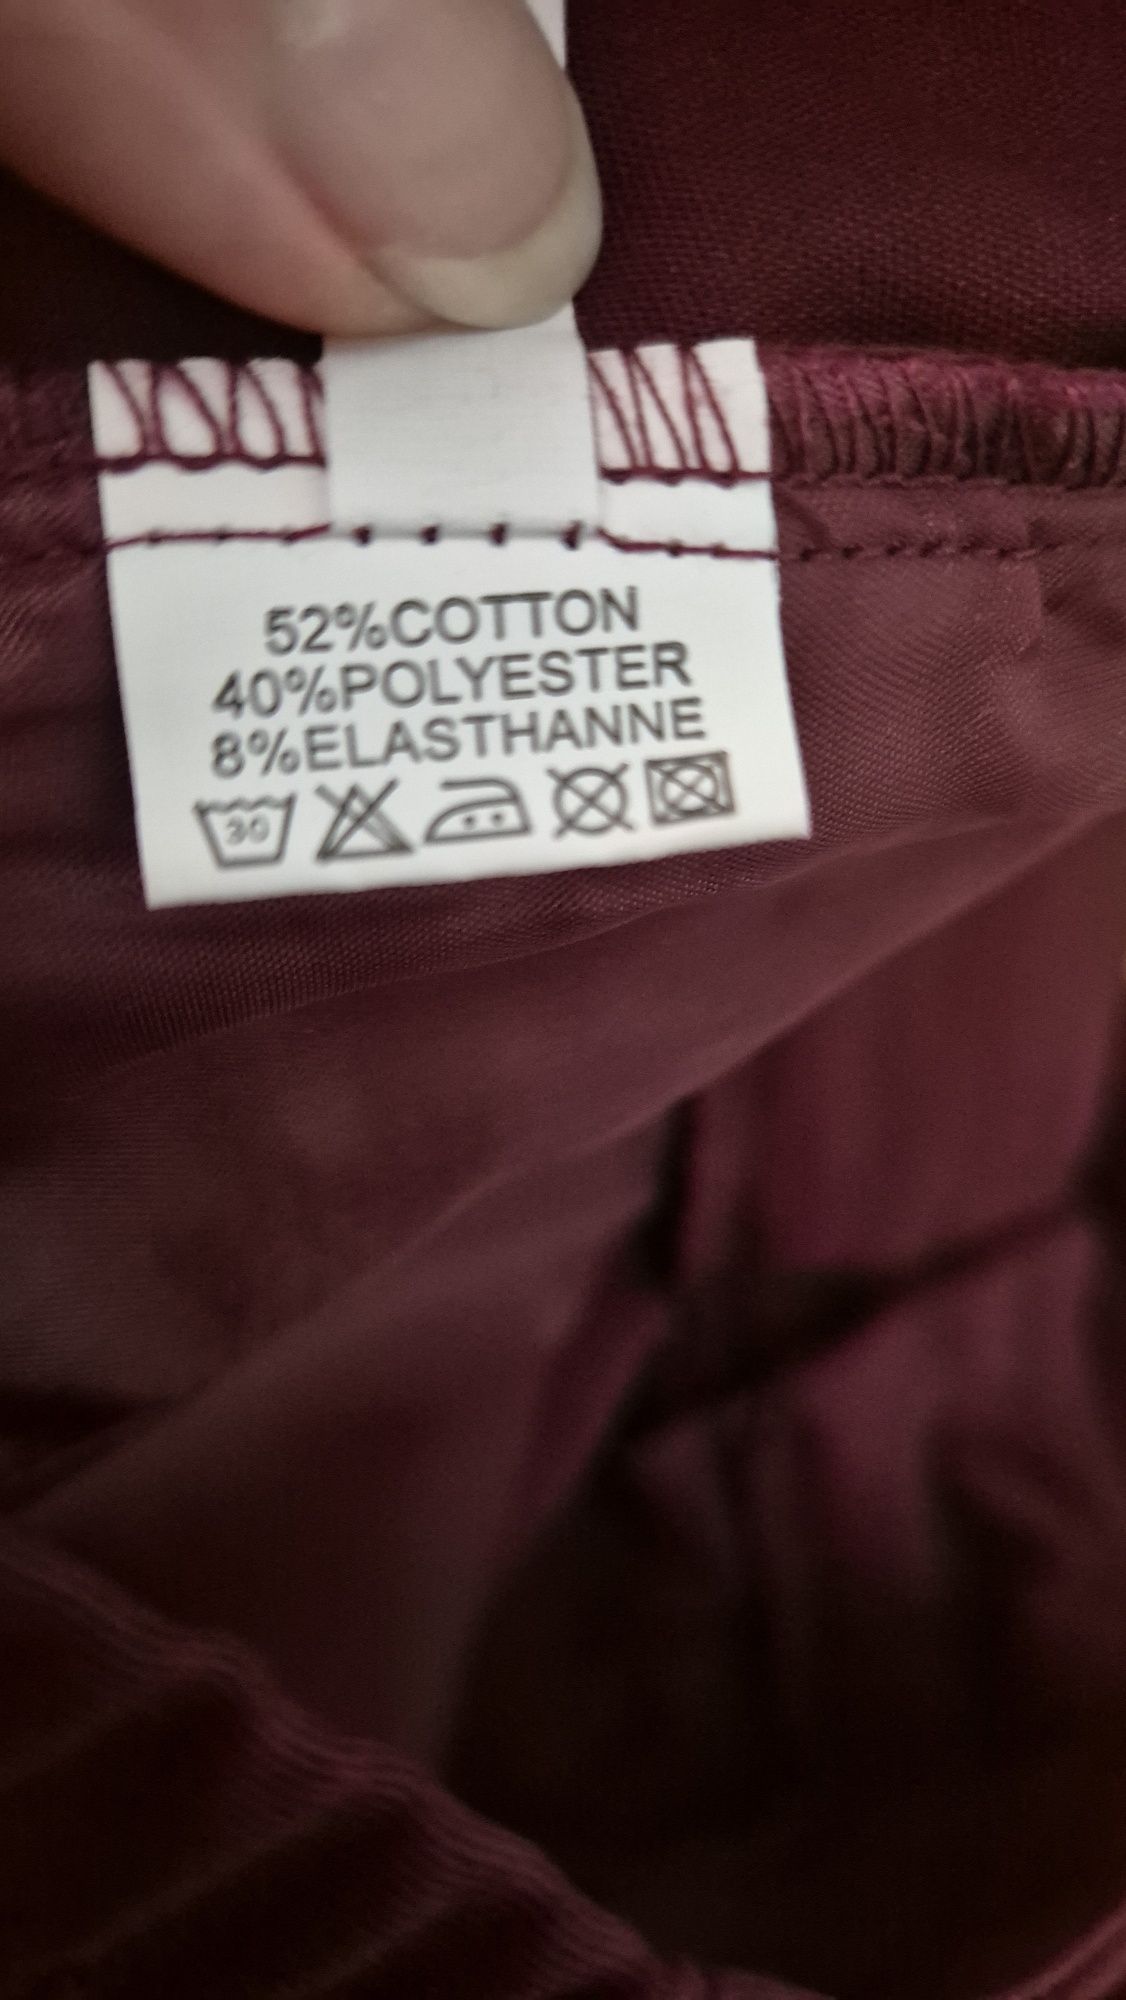 52%COTTON
40%POLYESTER
8%ELASTHANNE
30